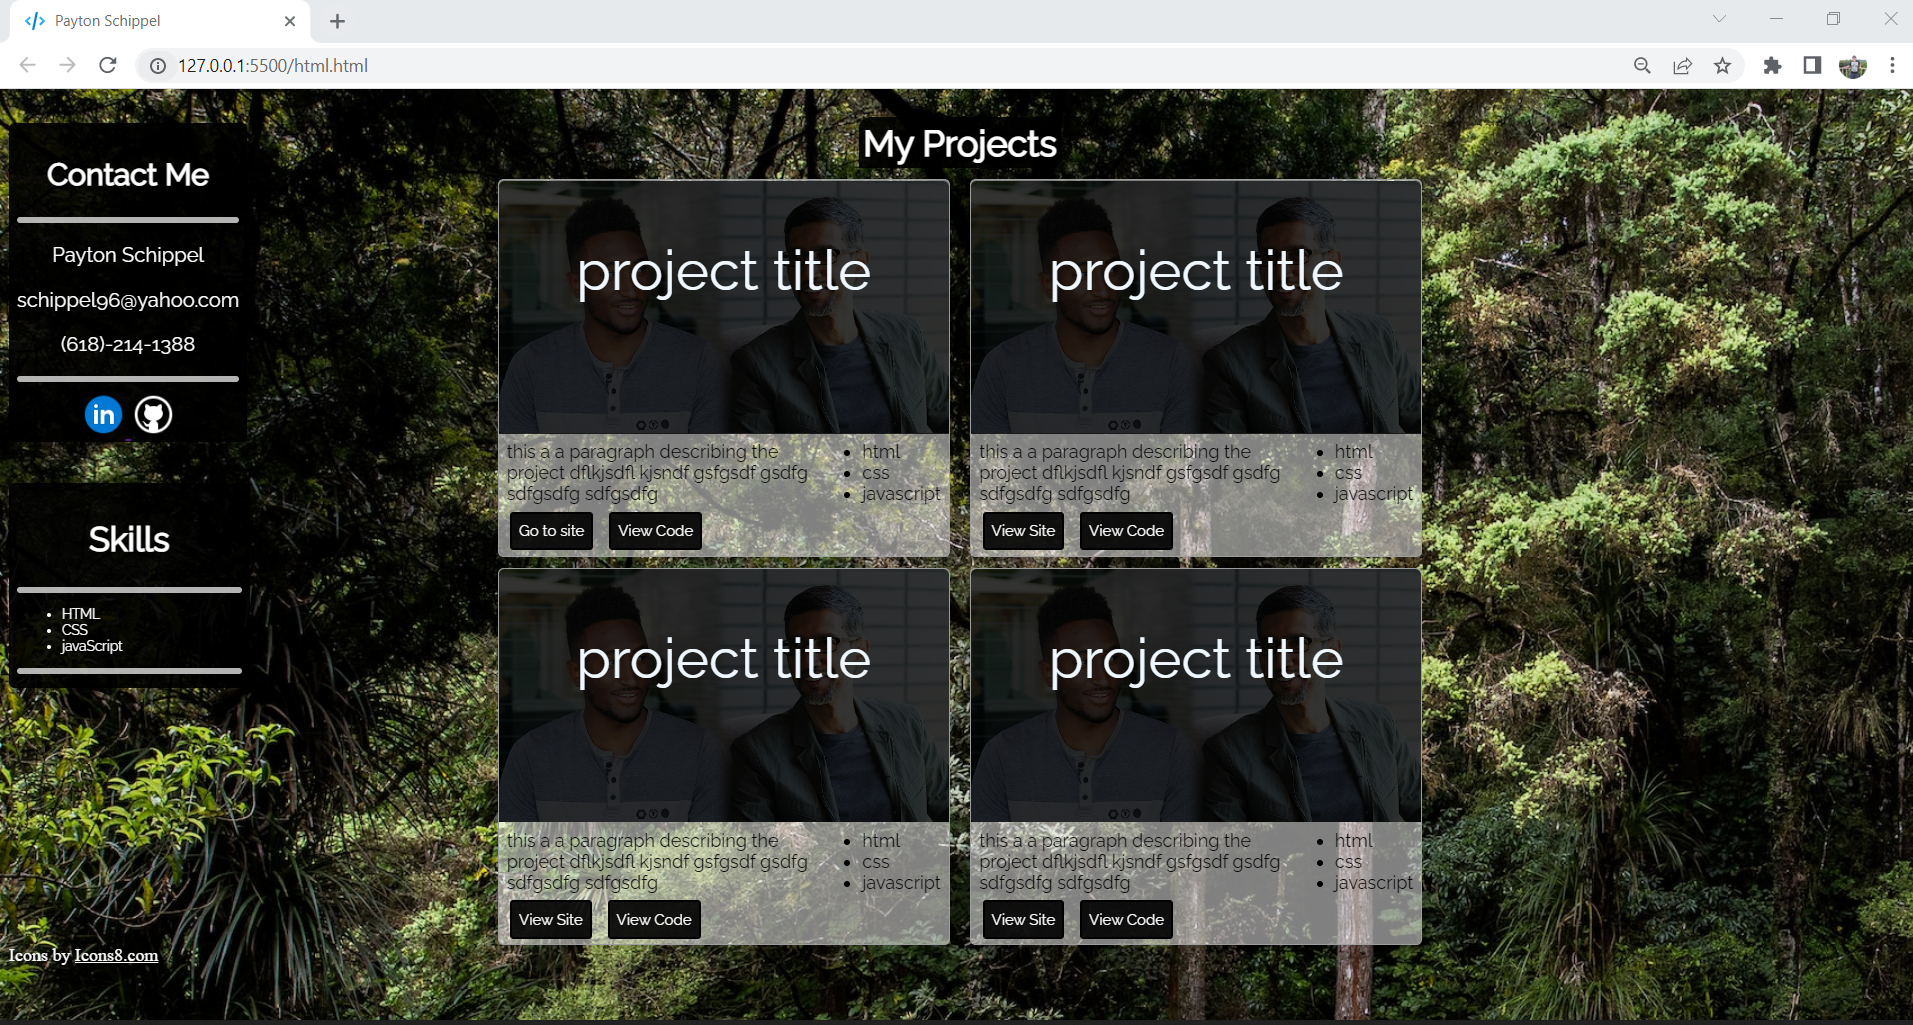 Payton Schippel
127.0.0.1:5500/html.html
My Projects
Contact Me
Payton Schippel
schippel96@yahoo.com
(618)-214-1388
in
Skills
HTML
CSS
javaScript
Icons by Icons8.com
project title
this a a paragraph describing the
project dflkjsdfl kjsndf gsfgsdf gsdfg
sdfgsdfg sdfgsdfg
html
css
javascript
Go to site View Code
project title
this a a paragraph describing the
project dflkjsdfl kjsndf gsfgsdf gsdfg
sdfgsdfg sdfgsdfg
html
css
javascript
View Site View Code
project title
this a a paragraph describing the
project dflkjsdfl kjsndf gsfgsdf gsdfg
sdfgsdfg sdfgsdfg
html
css
javascript
View Site View Code
project title
this a a paragraph describing the
project dflkjsdfl kjsndf gsfgsdf gsdfg
sdfgsdfg sdfgsdfg
html
css
javascript
View Site View Code